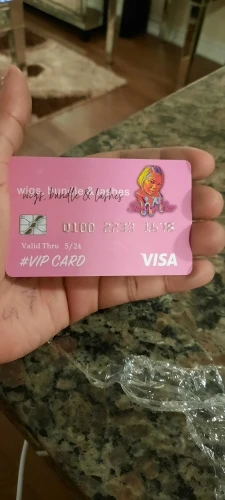 wigs, bundle & lashes
wigs, bundle & lashes
0100
Valid Thru 5/24
#VIP CARD
VISA